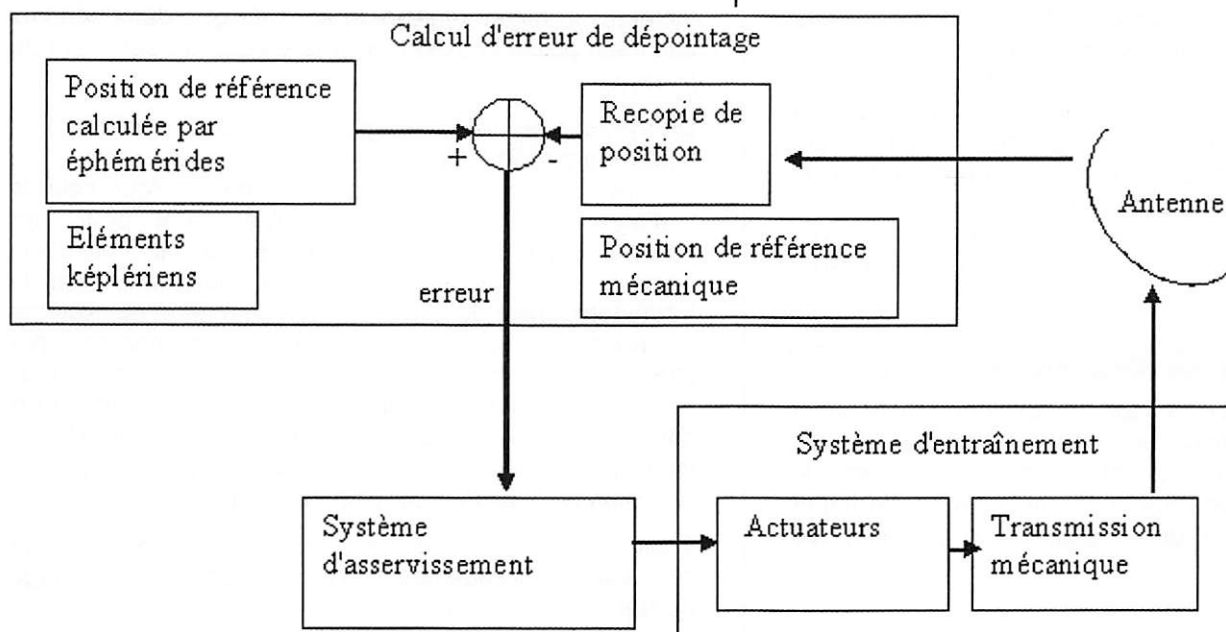 Calcul d'erreur de dépointage
Position de référence
calculée par
éphémérides
+
-
Recopie de
position
Eléments
képlériens
Position de référence
mécanique
erreur
Antenne
Système d'entraînement
Système
d'asservissement
Actuateurs
Transmission
mécanique